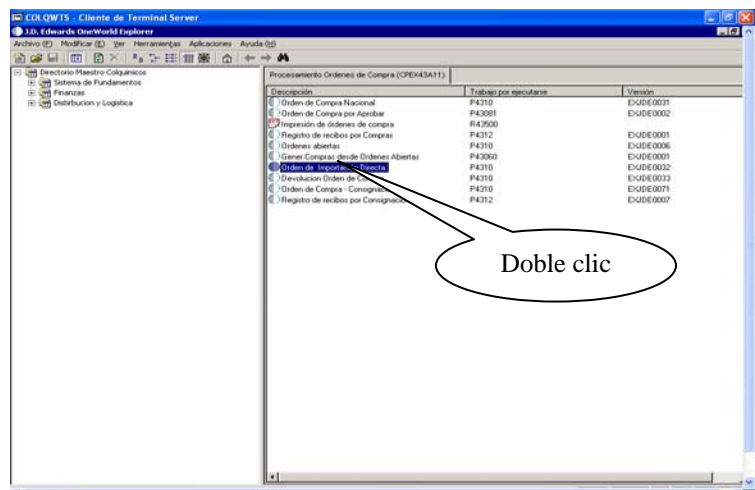 COLQWTS - Cliente de Terminal Server
J.D. Edwards OneWorld Explorer
Archivo (F) Modificar (E) Ver Herramientas Aplicaciones Ayuda (H)
Directorio Maestro Colquimicos
Sistema de Fundamentos
Finanzas
Distribucion y Logistica
Procesamiento Ordenes de Compra (CPEX43A11)
Descripción Trabajo por ejecutarse Versión
Orden de Compra Nacional P4310 EXJDE0031
Orden de Compra por Aprobar P43081 EXJDE0002
Impresión de órdenes de compra R43500
Registro de recibos por Compras P4312 EXJDE0001
Ordenes abiertas P4310 EXJDE0006
Gener.Compras desde Ordenes Abiertas P43060 EXJDE0001
Orden de Importación Directa P4310 EXJDE0032
Devolucion Orden de P4310 EXJDE0033
Orden de Compra - Consignac P4310 EXJDE0071
Registro de recibos por Consignacio P4312 EXJDE0007
Doble clic